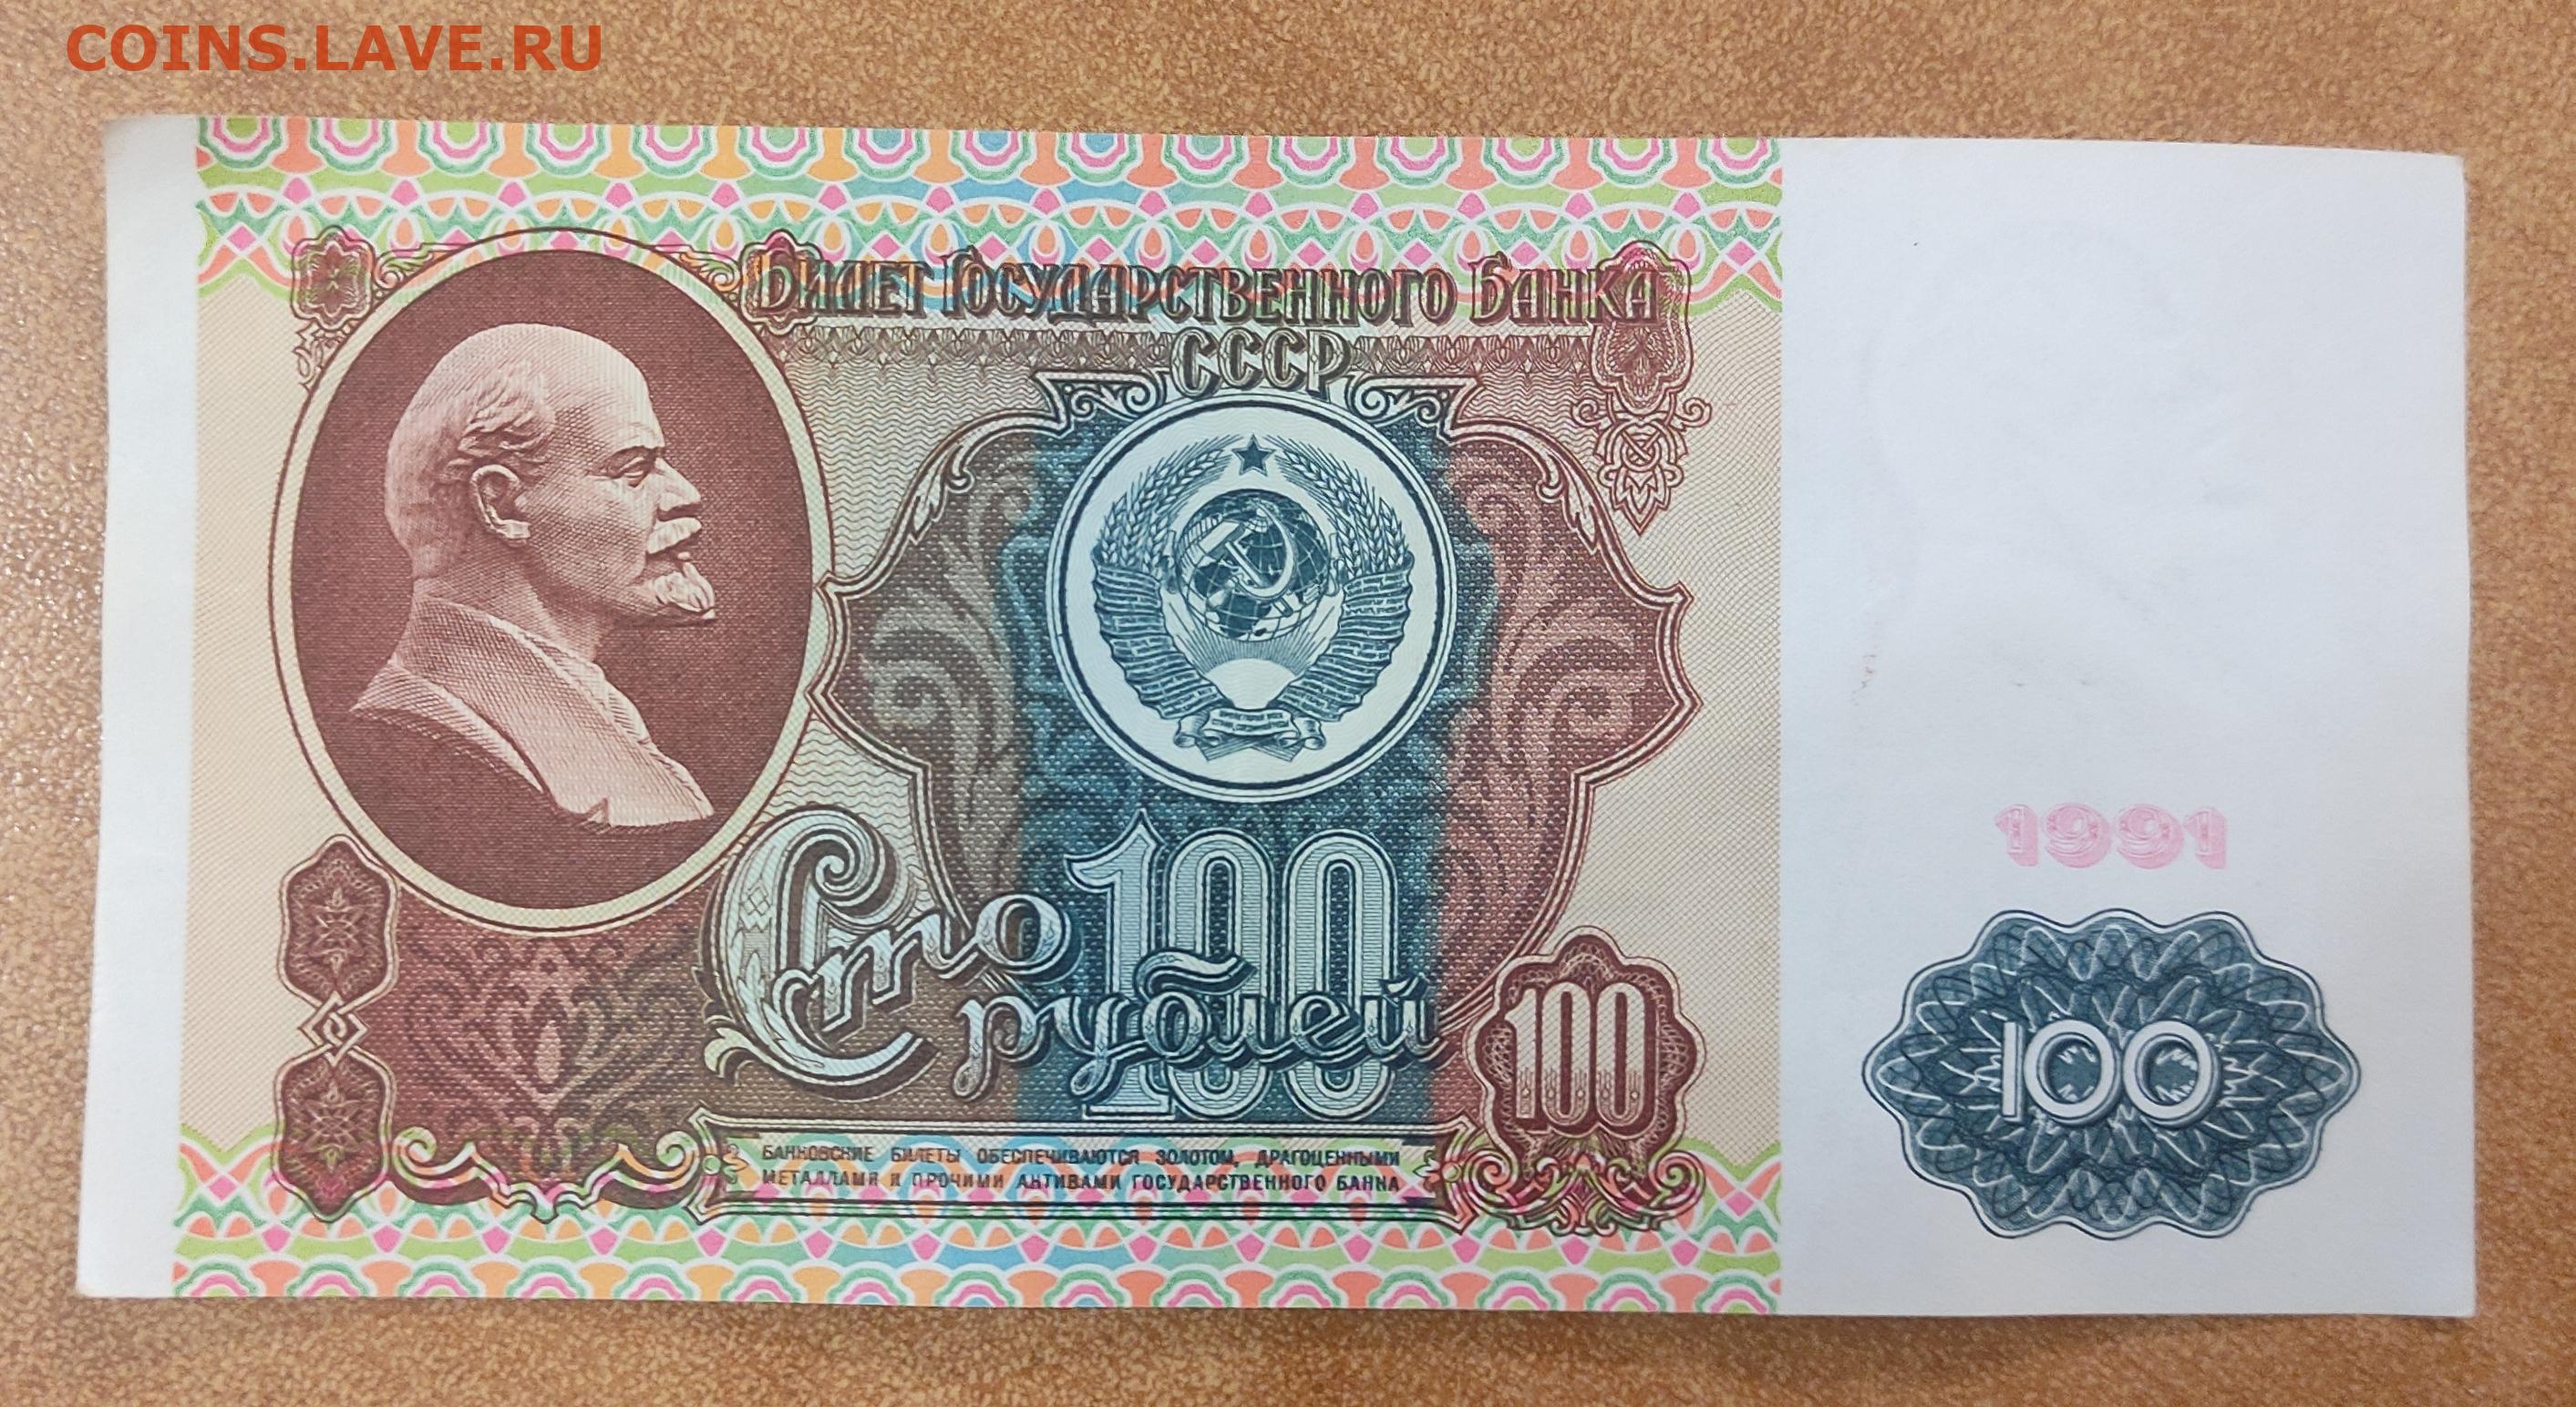 COINS.LAVE.RU
Билет Государственного Банка
СССР
1991
Сто
100
рублей
100
100
БАНКОВСКИЕ БИЛЕТЫ ОБЕСПЕЧИВАЮТСЯ ЗОЛОТОМ, ДРАГОЦЕННЫМИ
МЕТАЛЛАМИ И ПРОЧИМИ АКТИВАМИ ГОСУДАРСТВЕННОГО БАНКА